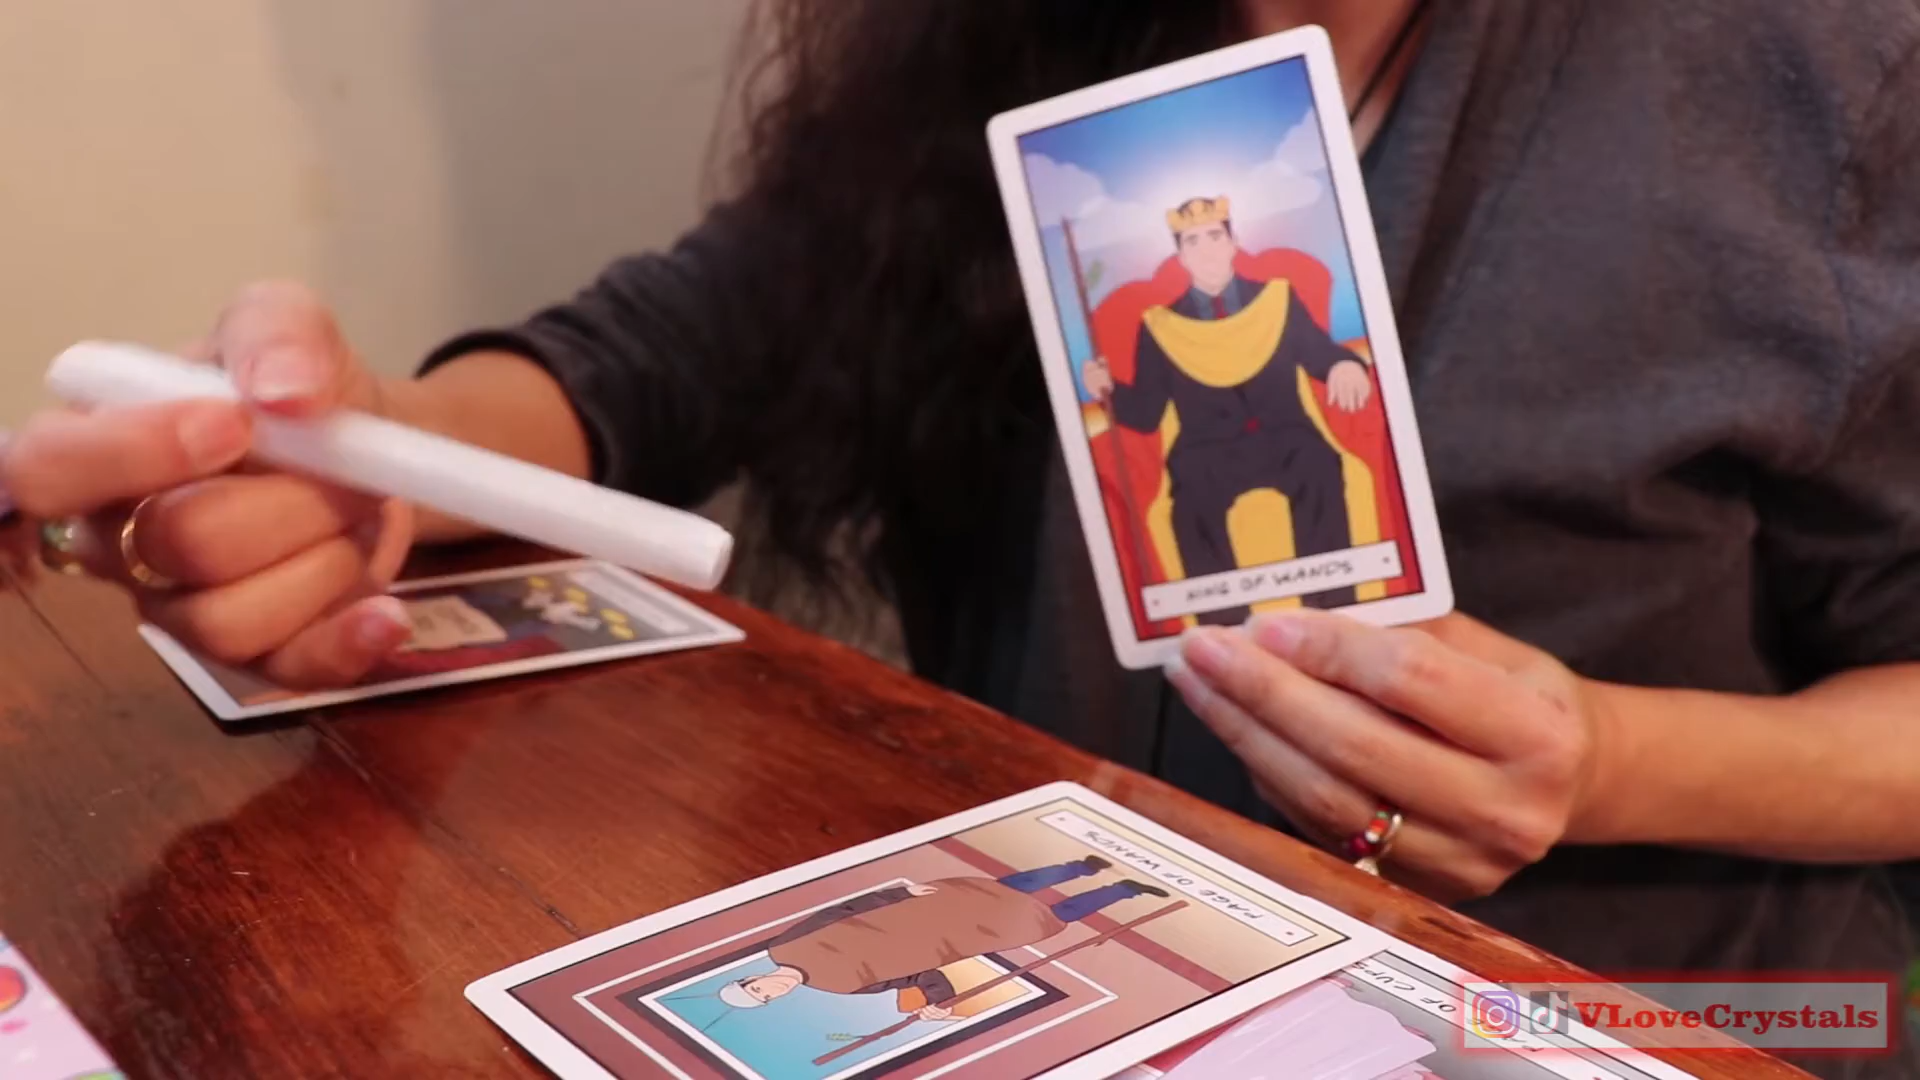 KING OF WANDS
PAGE OF WANDS
OF CUPS
VLoveCrystals